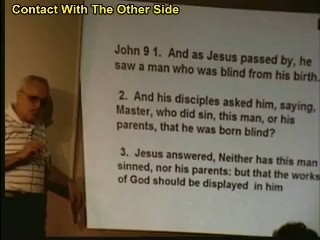 Contact With The Other Side
John 9 1. And as Jesus passed by, he
saw a man who was blind from his birth.
2. And his disciples asked him, saying,
Master, who did sin, this man, or his
parents, that he was born blind?
3. Jesus answered, Neither has this man
sinned, nor his parents: but that the works
of God should be displayed in him